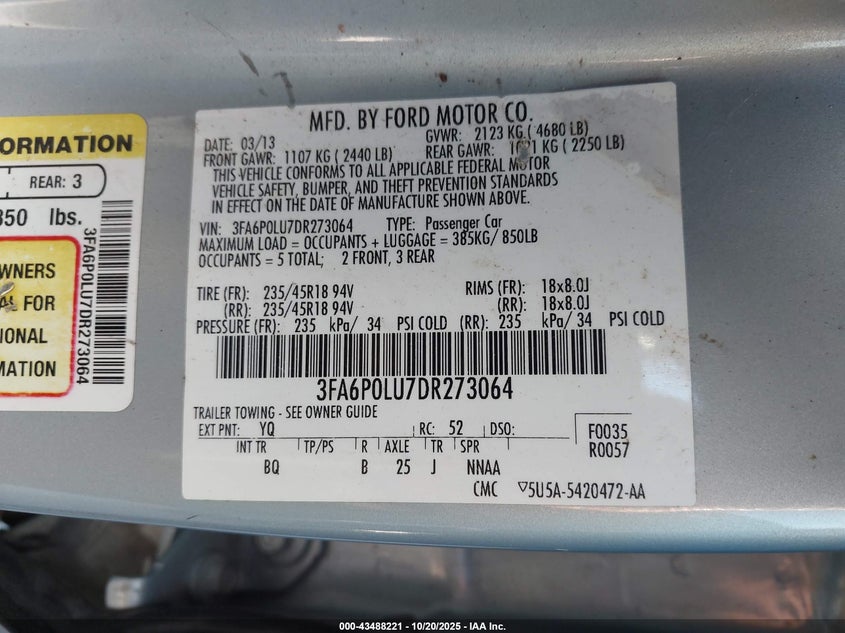 ORMATION
REAR: 3
850 lbs.
WNERS
AL FOR
IONAL
MATION
3FA6P0LU7DR273064
MFD. BY FORD MOTOR CO.
DATE: 03/13 GVWR: 2123 KG ( 4680 LB)
FRONT GAWR: 1107 KG ( 2440 LB) REAR GAWR: KG ( 2250 LB)
THIS VEHICLE CONFORMS TO ALL APPLICABLE FEDERAL MOTOR
VEHICLE SAFETY, BUMPER, AND THEFT PREVENTION STANDARDS
IN EFFECT ON THE DATE OF MANUFACTURE SHOWN ABOVE.
VIN: 3FA6P0LU7DR273064 TYPE: Passenger Car
MAXIMUM LOAD = OCCUPANTS + LUGGAGE = 385KG/ 850LB
OCCUPANTS = 5 TOTAL; 2 FRONT, 3 REAR
TIRE (FR): 235/45R18 94V RIMS (FR): 18x8.0J
(RR): 235/45R18 94V (RR): 18x8.0J
PRESSURE (FR): 235 kPa/ 34 PSI COLD (RR): 235 kPa/ 34 PSI COLD
3FA6P0LU7DR273064
TRAILER TOWING - SEE OWNER GUIDE
EXT PNT: YQ RC: 52 DSO: F0035
R0057
INT TR TP/PS R AXLE TR SPR
BQ B 25 J NNAA
CMC ▽5U5A-5420472-AA
000-43488221 - 10/20/2025 - IAA Inc.